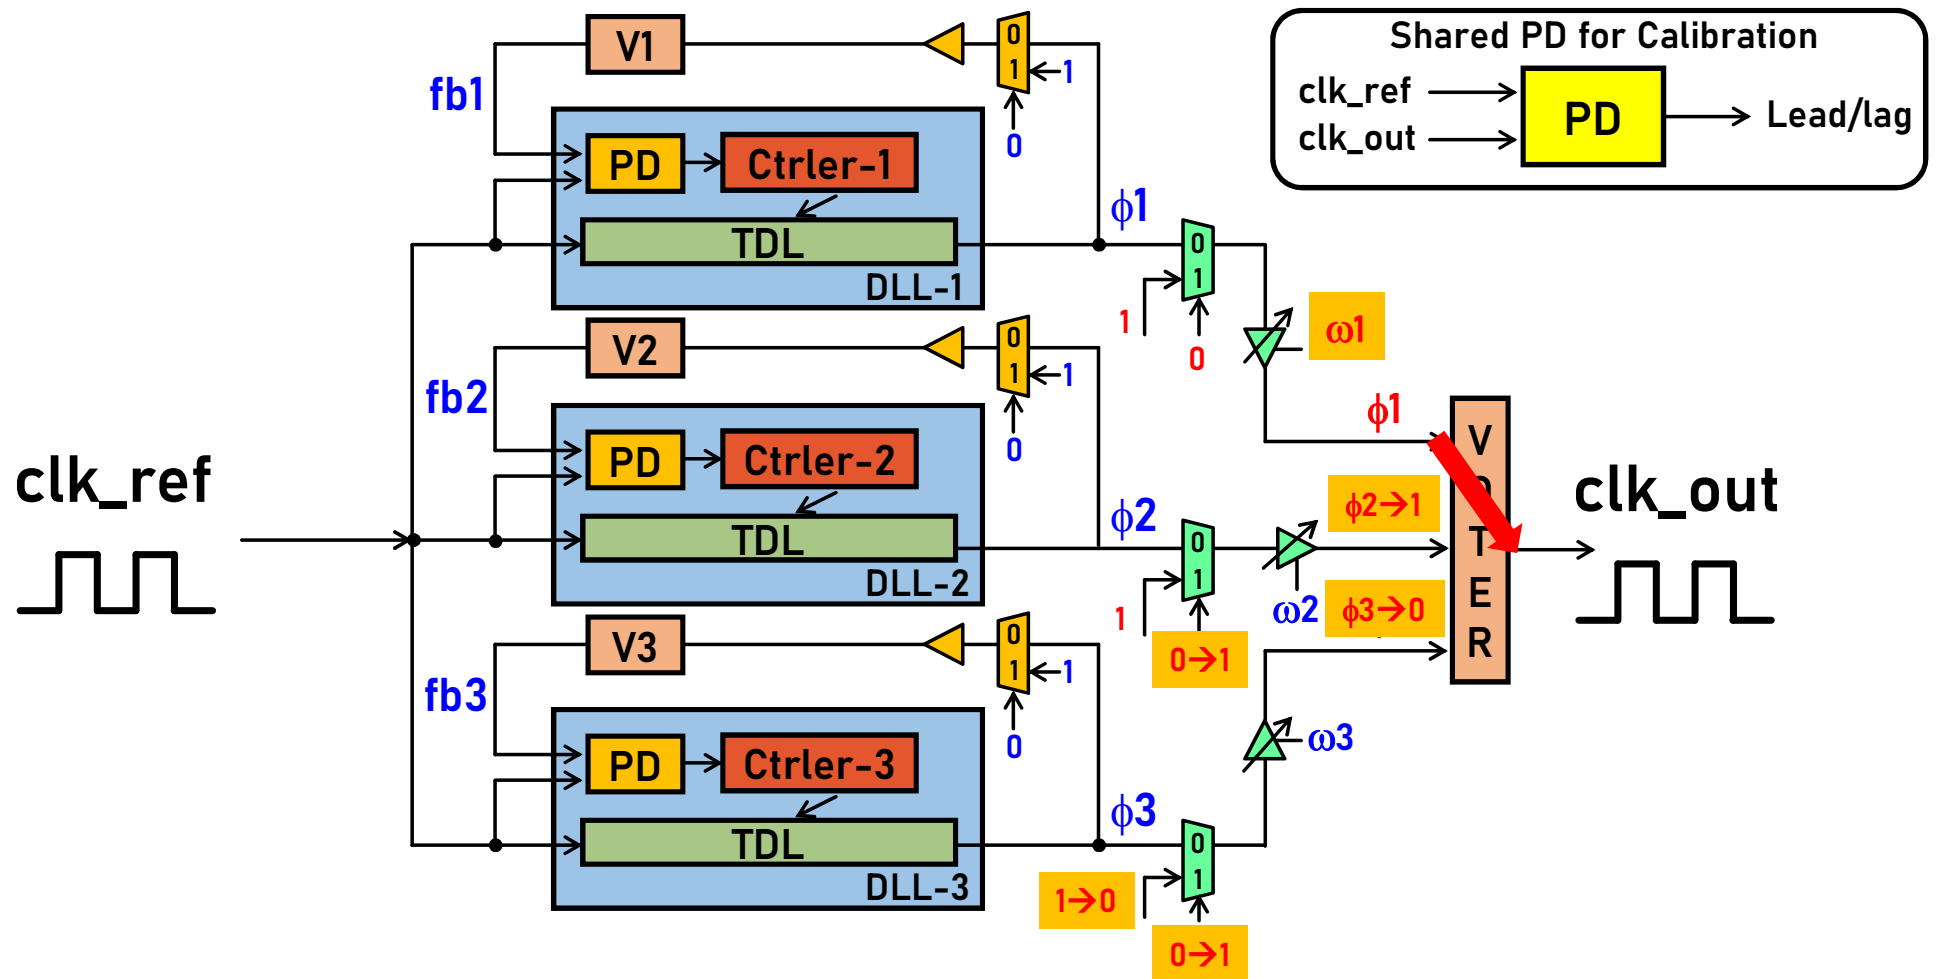 Shared PD for Calibration
clk_ref
clk_out
PD
Lead/lag
V1
0
1
1
0
fb1
PD
Ctrler-1
TDL
DLL-1
ϕ1
0
1
1
0
ω1
V2
0
1
1
0
fb2
PD
Ctrler-2
TDL
DLL-2
ϕ2
0
1
1
0→1
ω2
ϕ1
ϕ2→1
ϕ3→0
V
T
E
R
clk_ref
clk_out
V3
0
1
1
0
fb3
PD
Ctrler-3
TDL
DLL-3
ϕ3
0
1
1→0
0→1
ω3